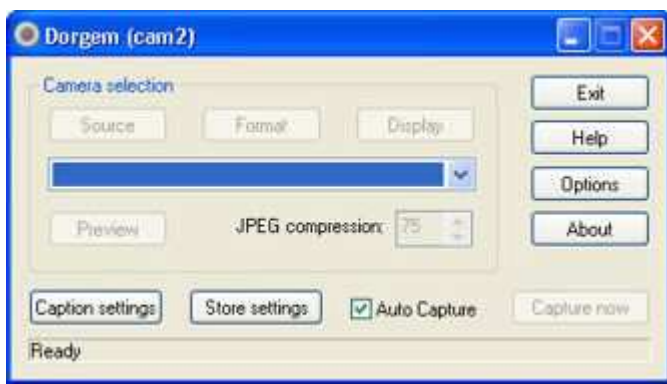 Dorgem (cam2)
Camera selection
Source Format Display
Exit
Help
Options
Preview JPEG compression: 75
About
Caption settings Store settings Auto Capture Capture now
Ready